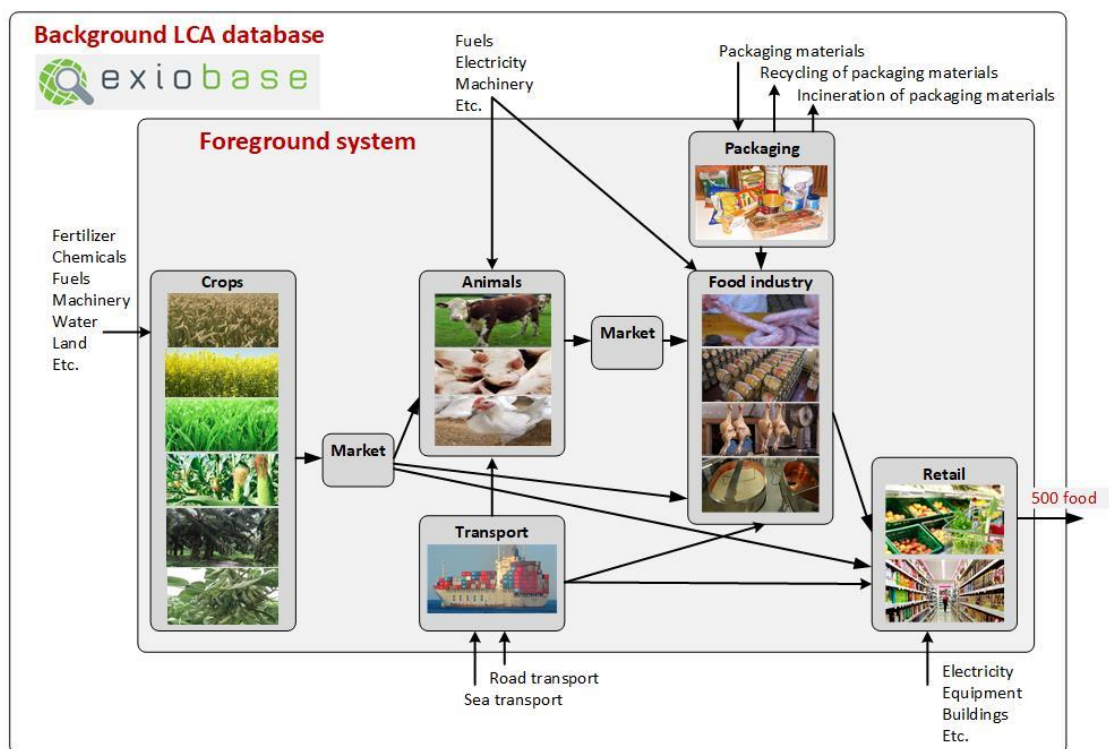 Background LCA database
exiobase
Fuels
Electricity
Machinery
Etc.
Packaging materials
Recycling of packaging materials
Incineration of packaging materials
Foreground system
Packaging
Fertilizer
Chemicals
Fuels
Machinery
Water
Land
Etc.
Crops
Animals
Food industry
Market
Market
Retail
500 food
Transport
Road transport
Sea transport
Electricity
Equipment
Buildings
Etc.